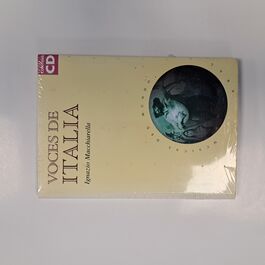 CD
VOCES DE
ITALIA
Ignazio Macchiarella